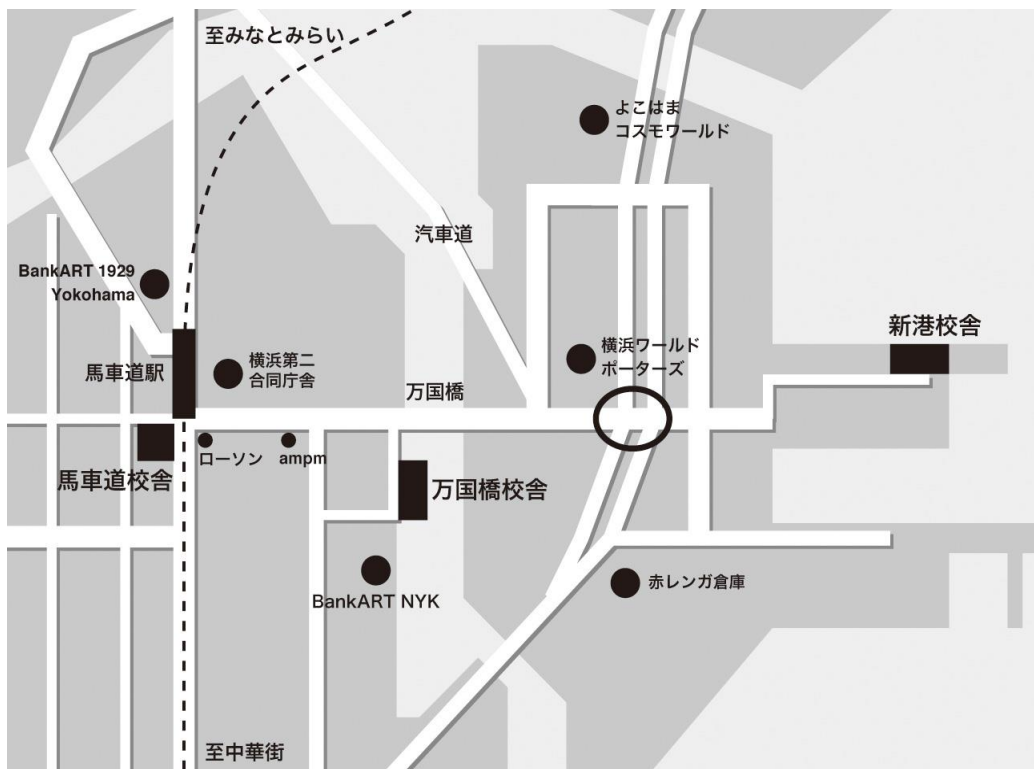 至みなとみらい
よこはま
コスモワールド
汽車道
BankART 1929
Yokohama
新港校舎
横浜ワールド
ポーターズ
馬車道駅
横浜第二
合同庁舎
万国橋
ローソン
ampm
馬車道校舎
万国橋校舎
赤レンガ倉庫
BankART NYK
至中華街